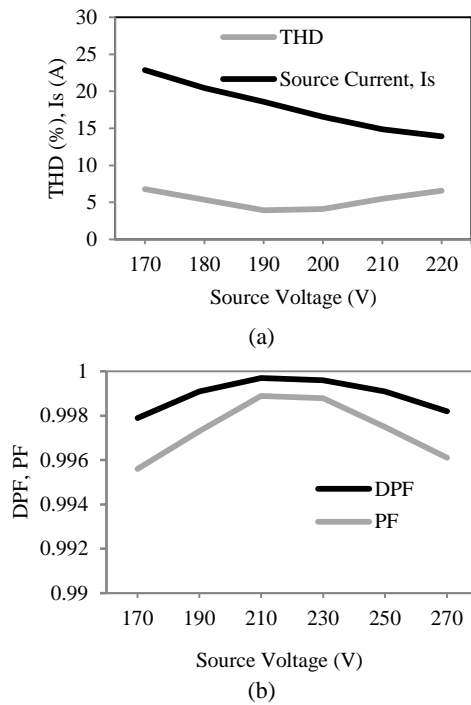 30
25
20
15
10
5
0
THD (%), Is (A)
THD
Source Current, Is
170 180 190 200 210 220
Source Voltage (V)
(a)
1
0.998
0.996
0.994
0.992
0.99
DPF, PF
DPF
PF
170 190 210 230 250 270
Source Voltage (V)
(b)